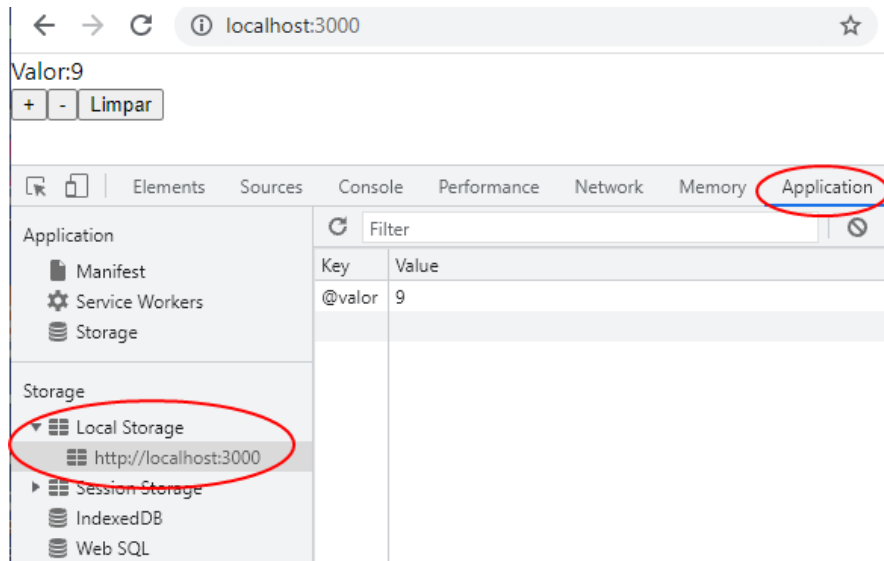 localhost:3000
Valor:9
+ - Limpar
Elements Sources Console Performance Network Memory Application
Application
Manifest
Service Workers
Storage
Storage
Local Storage
http://localhost:3000
Session Storage
IndexedDB
Web SQL
Filter
Key Value
@valor 9